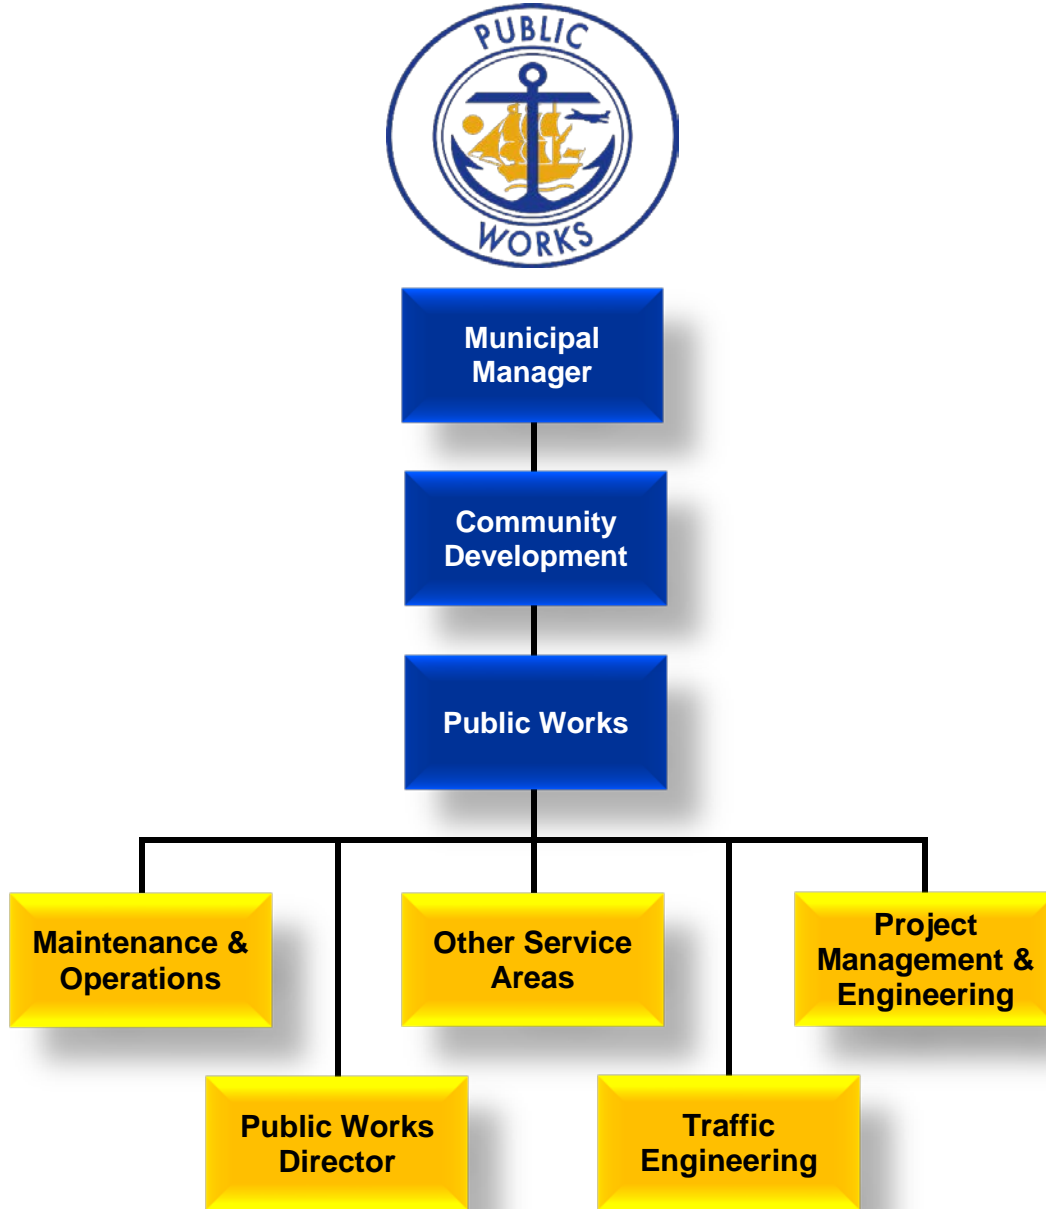 PUBLIC
WORKS
Municipal
Manager
Community
Development
Public Works
Maintenance &
Operations
Other Service
Areas
Project
Management &
Engineering
Public Works
Director
Traffic
Engineering